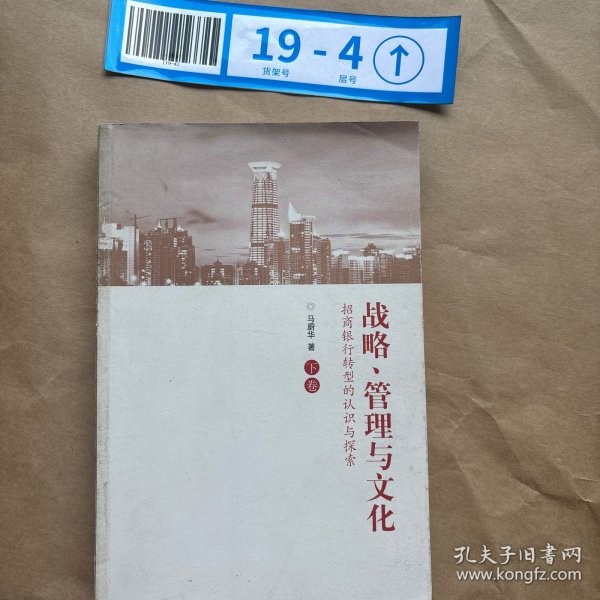 19-4
货架号 层号
战略、管理与文化
招商银行转型的认识与探索
◎马蔚华 著
下卷
孔夫子旧书网
www.kongfz.com